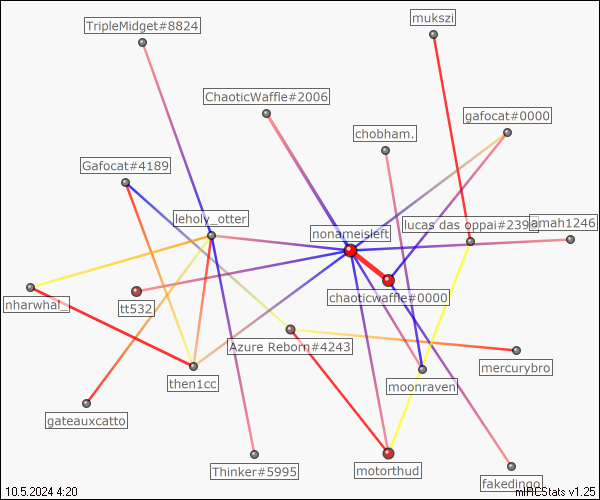 TripleMidget#8824
mukszi
ChaoticWaffle#2006
gafocat#0000
chobham.
Gafocat#4189
leholy_otter
nonameisleft
lucas das oppai#239
amah1246
nharwhal_
tt532
chaoticwaffle#0000
Azure Reborn#4243
then1cc
moonraven
mercurybro
gateauxcatto
Thinker#5995
motorthud
fakedingo
10.5.2024 4:20
mIRCStats v1.25